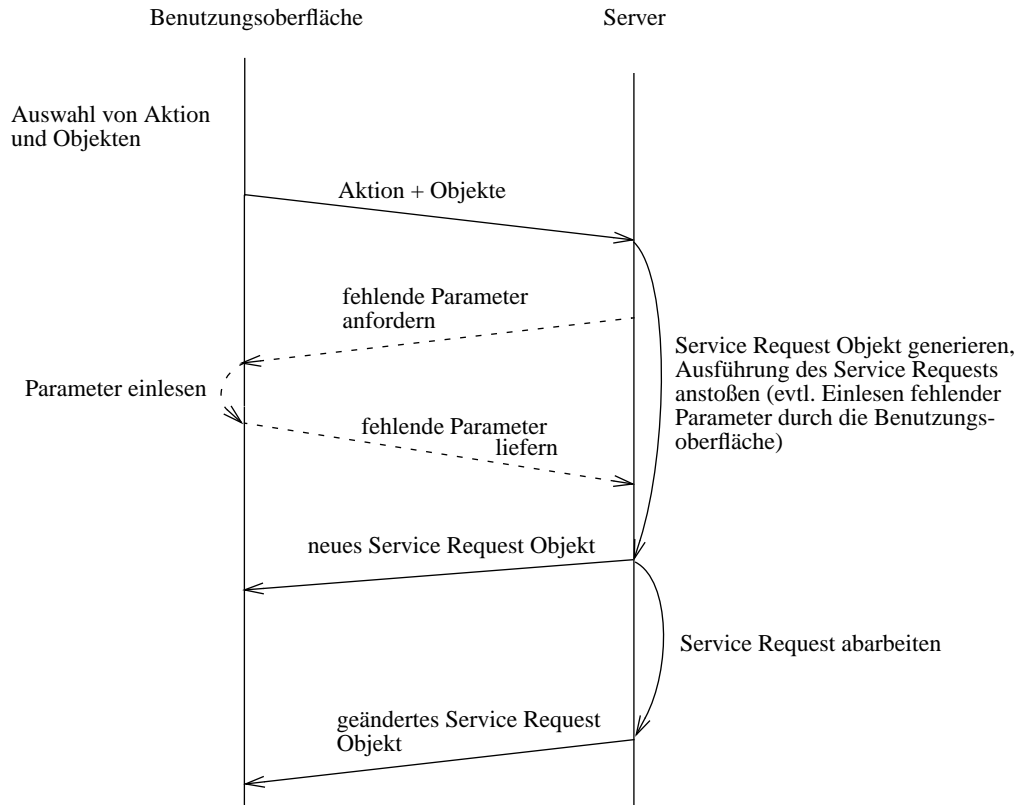 Benutzungsoberfläche
Server
Auswahl von Aktion
und Objekten
Aktion + Objekte
fehlende Parameter
anfordern
Service Request Objekt generieren,
Ausführung des Service Requests
anstoßen (evtl. Einlesen fehlender
Parameter durch die Benutzungs-
oberfläche)
Parameter einlesen
fehlende Parameter
liefern
neues Service Request Objekt
Service Request abarbeiten
geändertes Service Request
Objekt